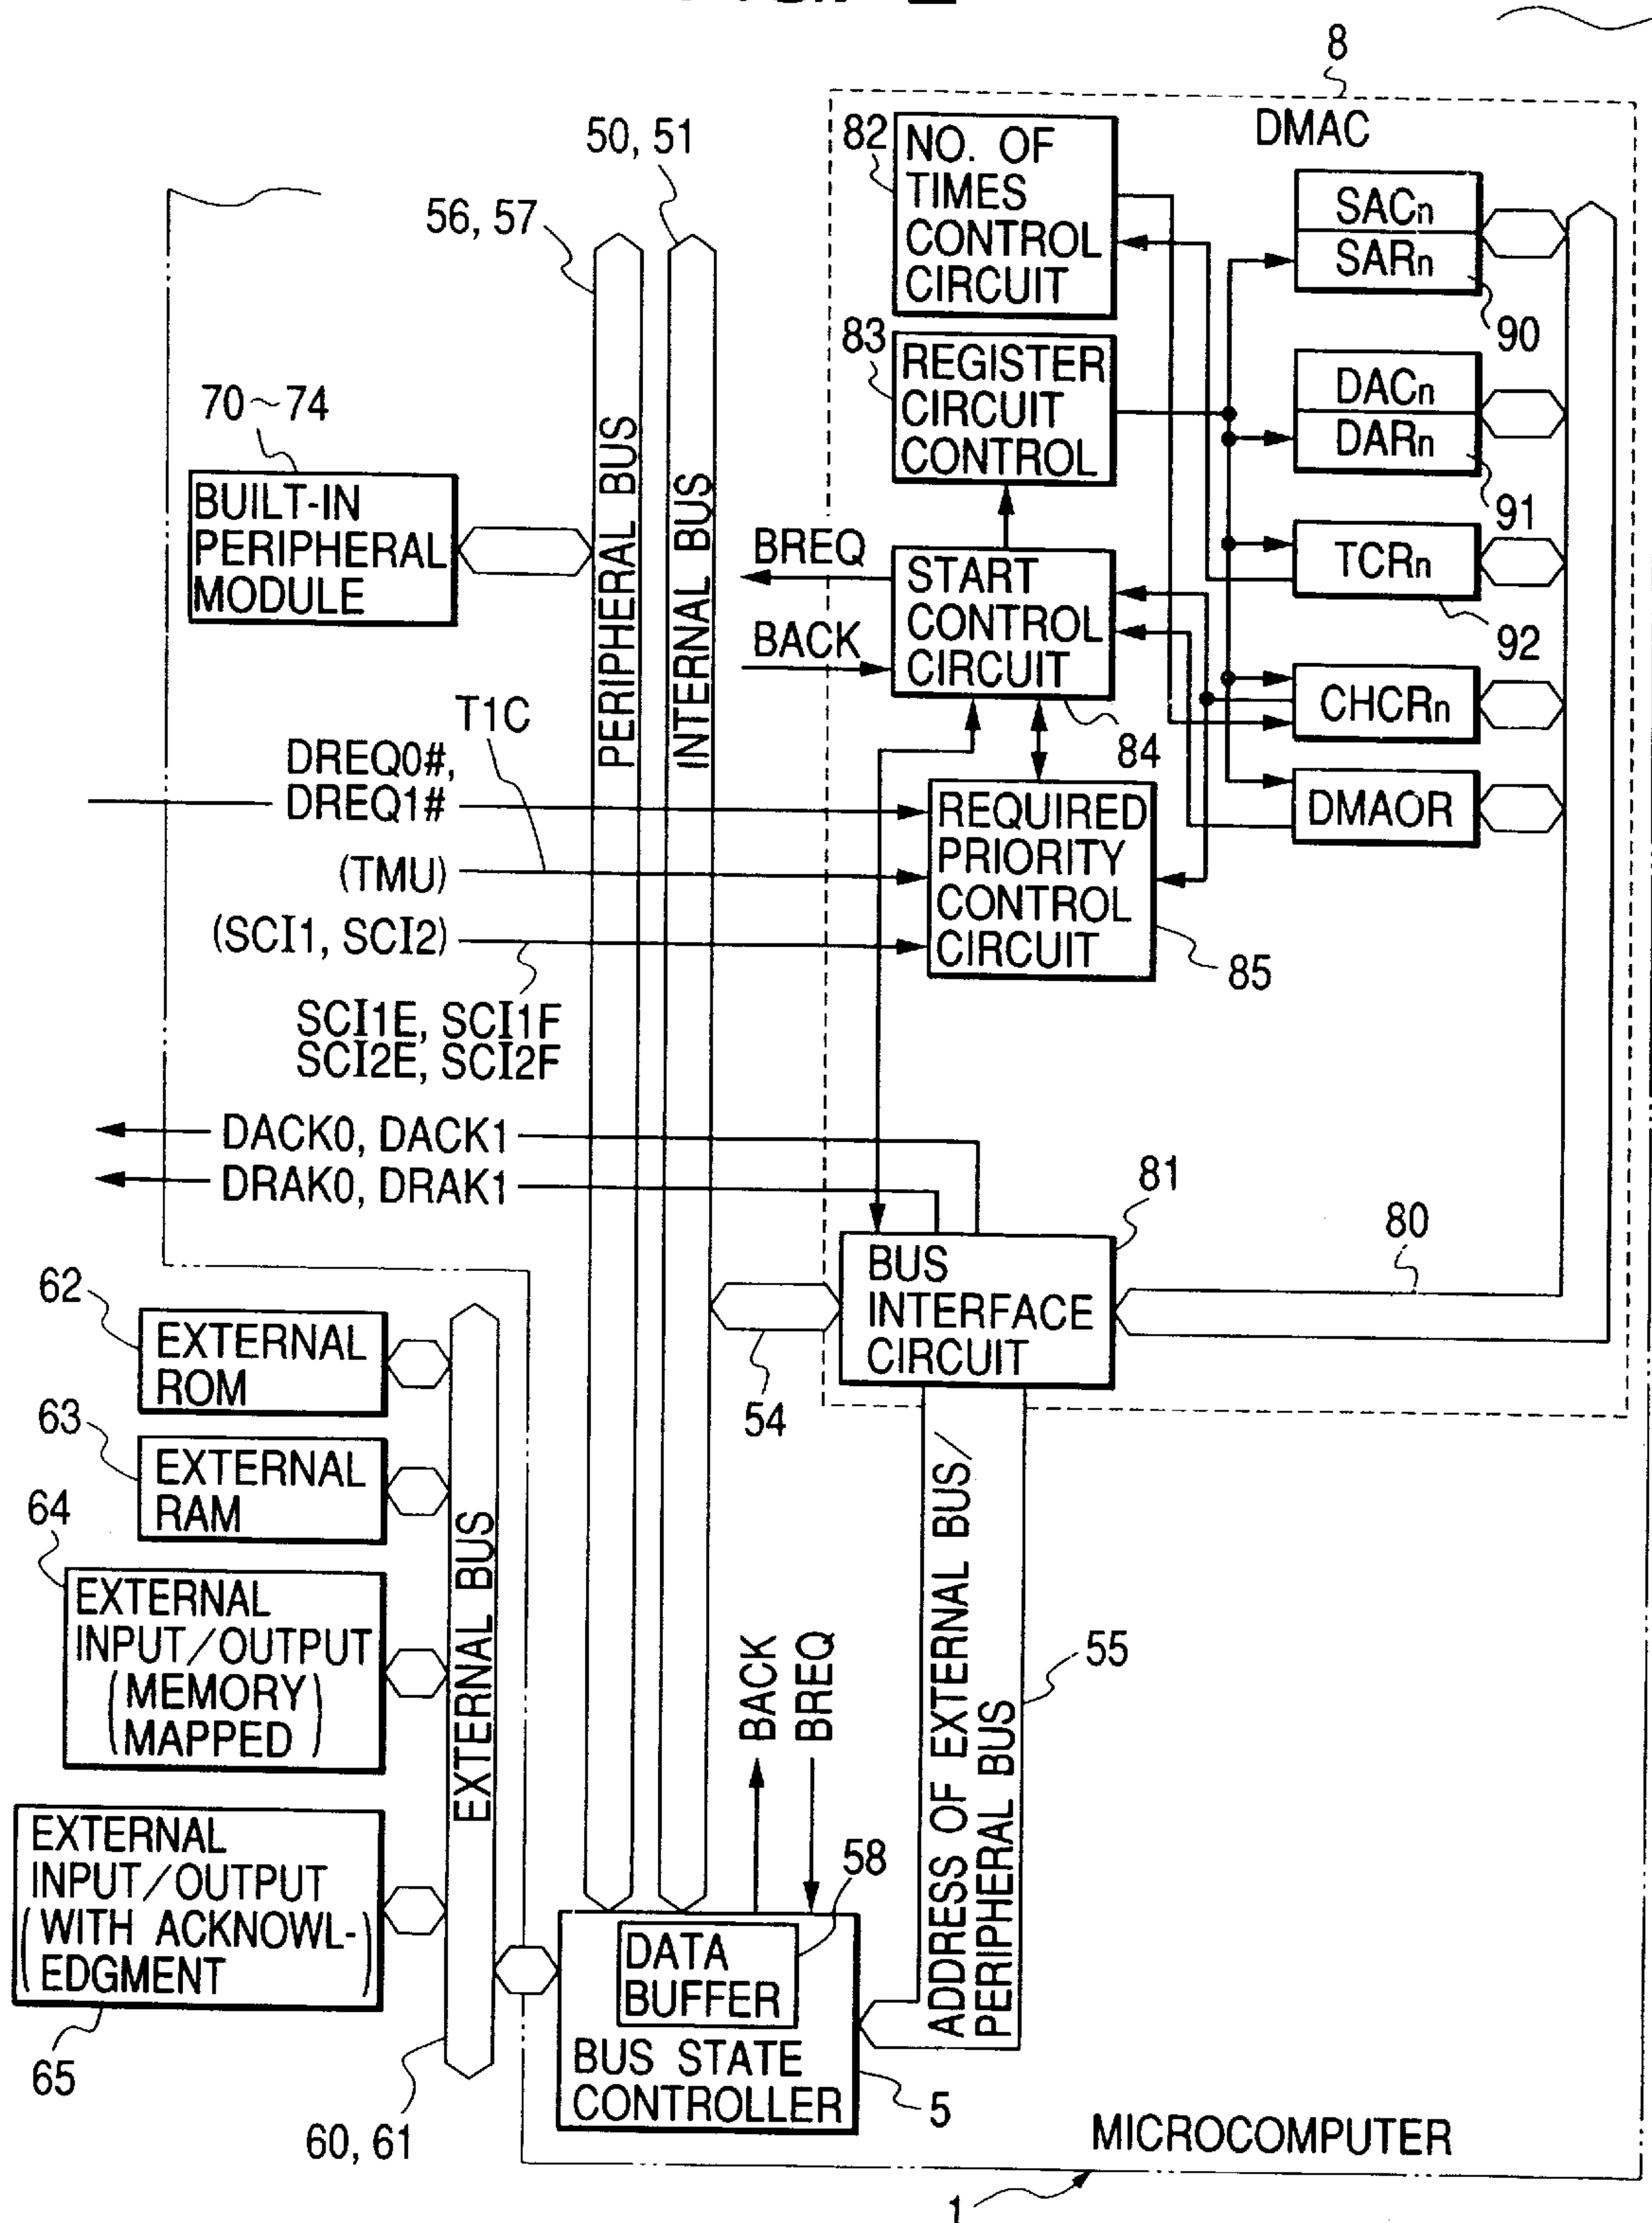 8
DMAC
50, 51
56, 57
82
NO. OF
TIMES
CONTROL
CIRCUIT
SACn
SARn
90
83
REGISTER
CIRCUIT
CONTROL
DACn
DARn
91
70~74
BUILT-IN
PERIPHERAL
MODULE
PERIPHERAL BUS
INTERNAL BUS
BREQ
BACK
START
CONTROL
CIRCUIT
84
TCRn
92
CHCRn
DMAOR
T1C
DREQ0#,
DREQ1#
(TMU)
(SCI1, SCI2)
SCI1E, SCI1F
SCI2E, SCI2F
REQUIRED
PRIORITY
CONTROL
CIRCUIT
85
DACK0, DACK1
DRAK0, DRAK1
81
80
BUS
INTERFACE
CIRCUIT
54
62
EXTERNAL
ROM
63
EXTERNAL
RAM
64
EXTERNAL
INPUT/OUTPUT
(MEMORY
MAPPED)
EXTERNAL
INPUT/OUTPUT
(WITH ACKNOWL-
EDGMENT)
65
EXTERNAL BUS
60, 61
BACK
BREQ
ADDRESS OF EXTERNAL BUS/
PERIPHERAL BUS
55
58
DATA
BUFFER
BUS STATE
CONTROLLER
5
MICROCOMPUTER
1